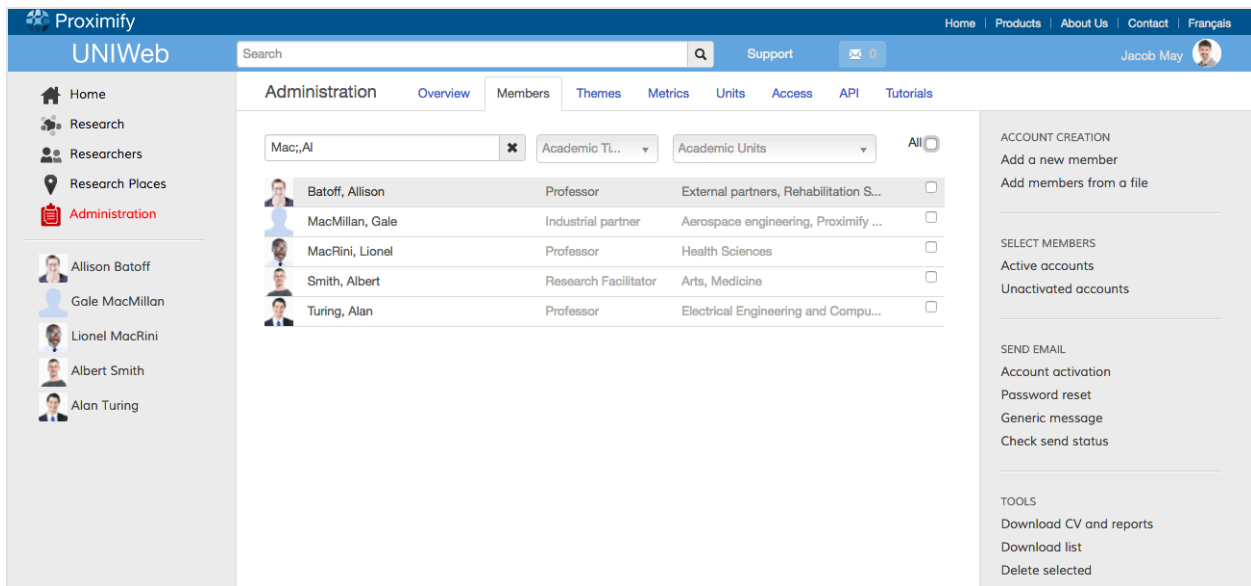 Proximify
Home | Products | About Us | Contact | Français
UNIWeb
Search
Support
0
Jacob May
Home
Research
Researchers
Research Places
Administration
Allison Batoff
Gale MacMillan
Lionel MacRini
Albert Smith
Alan Turing
Administration
Overview Members Themes Metrics Units Access API Tutorials
Mac;,Al
Academic Ti...
Academic Units
All
Batoff, Allison Professor External partners, Rehabilitation S...
MacMillan, Gale Industrial partner Aerospace engineering, Proximify ...
MacRini, Lionel Professor Health Sciences
Smith, Albert Research Facilitator Arts, Medicine
Turing, Alan Professor Electrical Engineering and Compu...
ACCOUNT CREATION
Add a new member
Add members from a file
SELECT MEMBERS
Active accounts
Unactivated accounts
SEND EMAIL
Account activation
Password reset
Generic message
Check send status
TOOLS
Download CV and reports
Download list
Delete selected